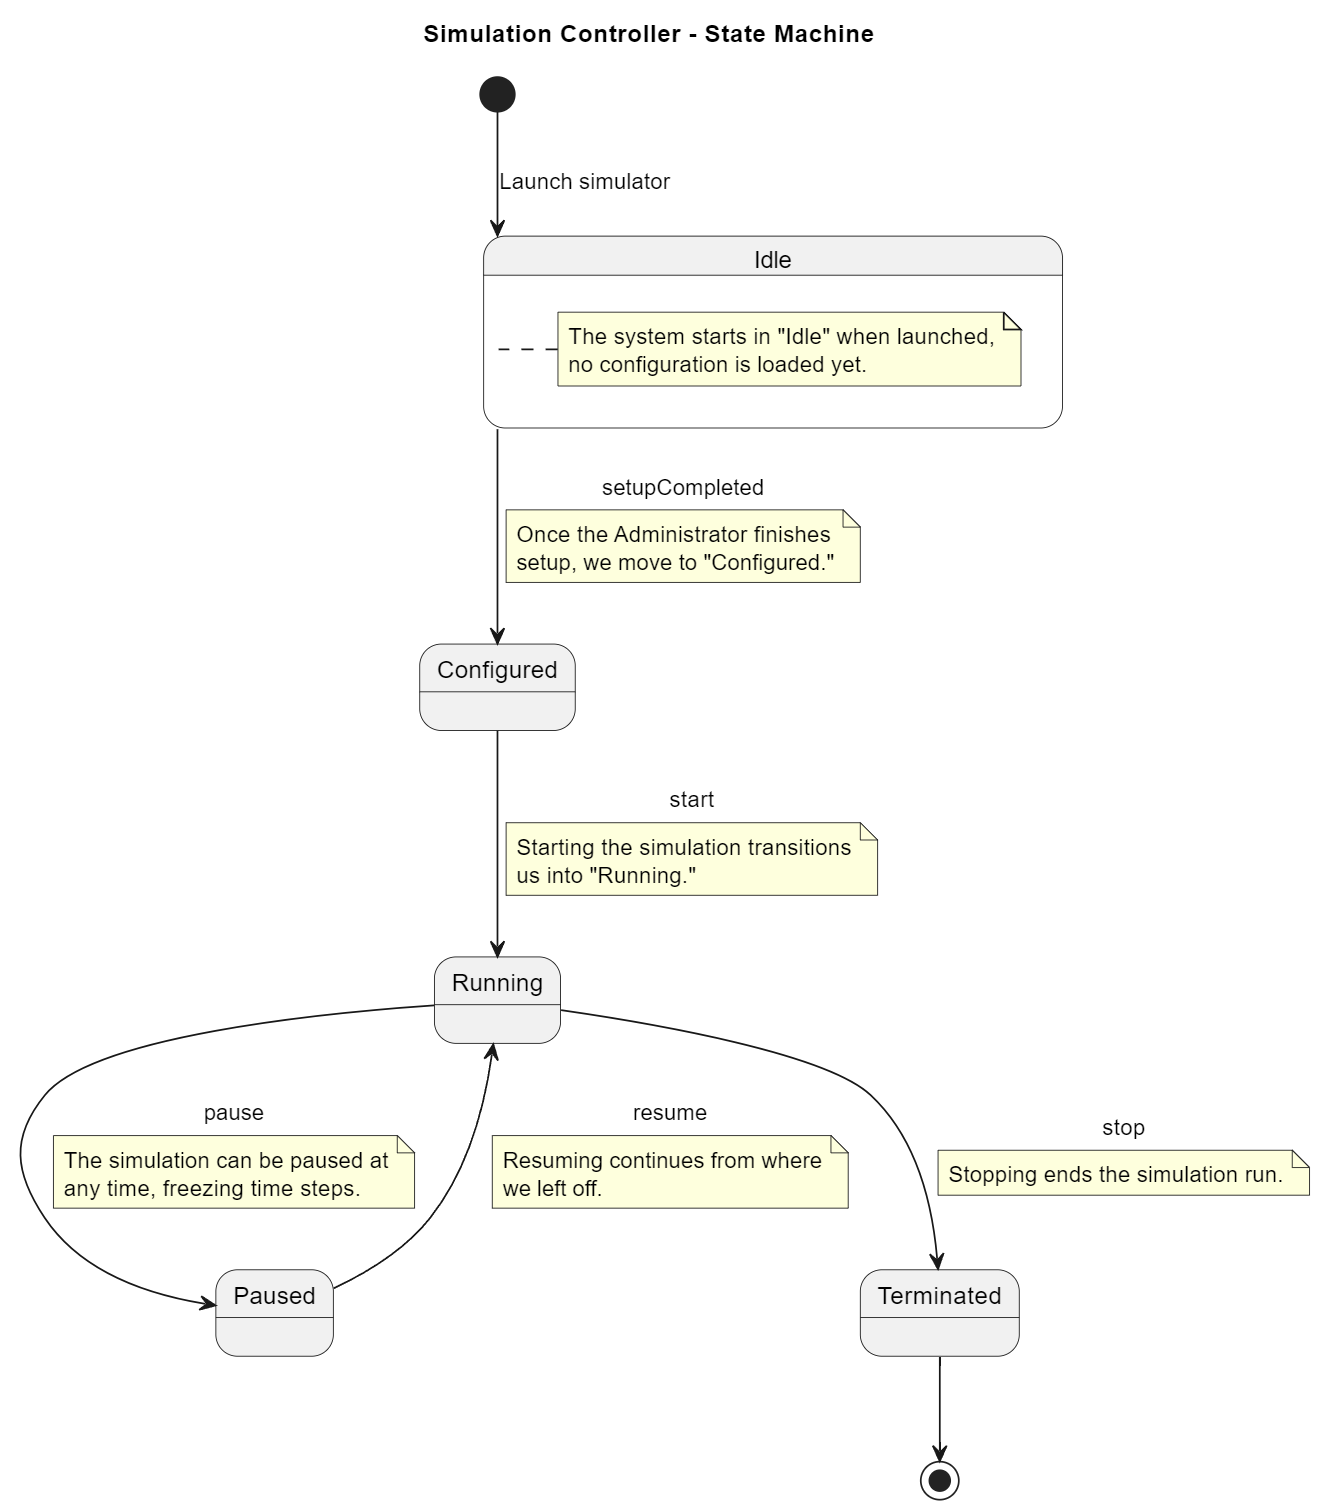 Simulation Controller - State Machine
Launch simulator
Idle
The system starts in "Idle" when launched,
no configuration is loaded yet.
setupCompleted
Once the Administrator finishes
setup, we move to "Configured."
Configured
start
Starting the simulation transitions
us into "Running."
Running
pause
The simulation can be paused at
any time, freezing time steps.
resume
Resuming continues from where
we left off.
stop
Stopping ends the simulation run.
Paused
Terminated